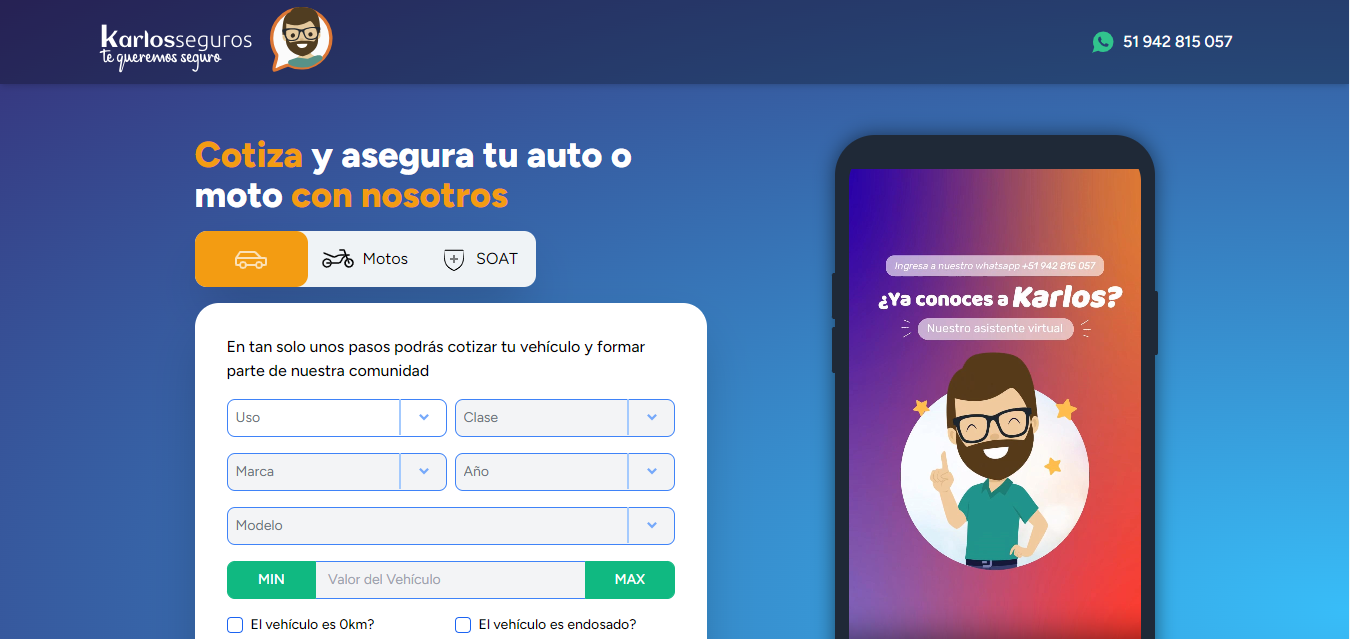 karlosseguros
te queremos seguro
51 942 815 057
Cotiza y asegura tu auto o
moto con nosotros
Motos
SOAT
En tan solo unos pasos podrás cotizar tu vehículo y formar
parte de nuestra comunidad
Uso
Clase
Marca
Año
Modelo
MIN
Valor del Vehículo
MAX
El vehículo es 0km?
El vehículo es endosado?
Ingresa a nuestro whatsapp +51 942 815 057
¿Ya conoces a Karlos?
Nuestro asistente virtual